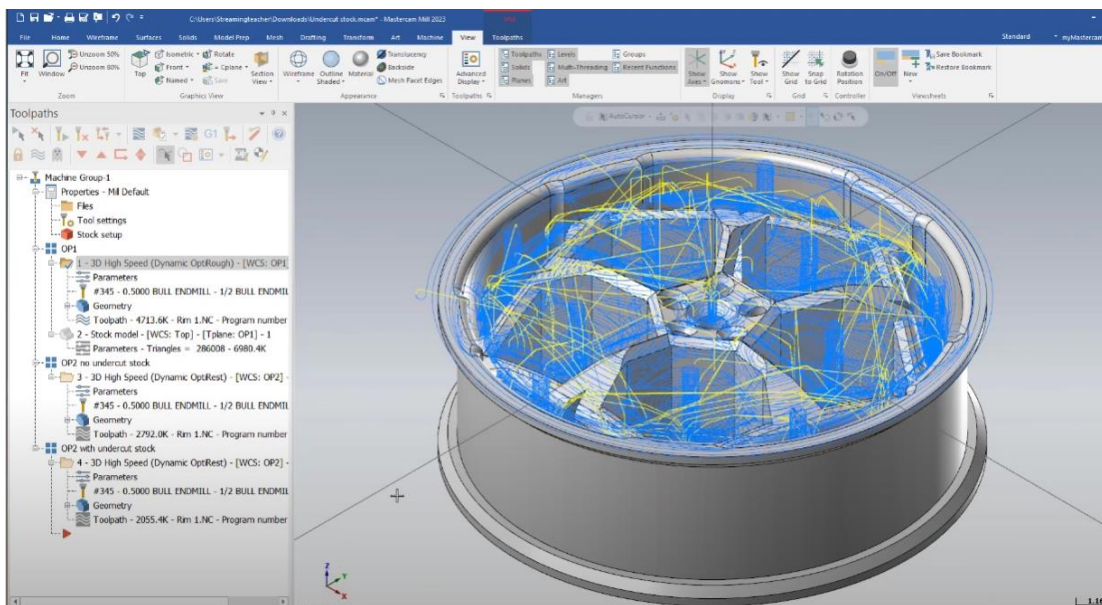 C:\Users\Streamingteacher\Downloads\Undercut stock.mcam* - Mastercam Mill 2023
Mill
File Home Wireframe Surfaces Solids Model Prep Mesh Drafting Transform Art Machine View Toolpaths
Standard myMastercam
Fit
Window
Unzoom 50%
Unzoom 80%
Zoom
Top
Isometric
Front
Named
Rotate
= Cplane
Save
Section View
Graphics View
Wireframe
Outline Shaded
Material
Translucency
Backside
Mesh Facet Edges
Appearance
Advanced Display
Toolpaths
Toolpaths Levels Groups
Solids Multi-Threading Recent Functions
Planes Art
Managers
Show Axes
Show Gnomons
Show Tool
Display
Show Grid
Snap to Grid
Grid
Rotation Position
Controller
On/Off
New
Save Bookmark
Restore Bookmark
Viewsheets
AutoCursor
Toolpaths
G1
Machine Group-1
Properties - Mill Default
Files
Tool settings
Stock setup
OP1
1 - 3D High Speed (Dynamic OptiRough) - [WCS: OP1]
Parameters
#345 - 0.5000 BULL ENDMILL - 1/2 BULL ENDMIL
Geometry
Toolpath - 4713.6K - Rim 1.NC - Program number
2 - Stock model - [WCS: Top] - [Tplane: OP1] - 1
Parameters - Triangles = 286008 - 6980.4K
OP2 no undercut stock
3 - 3D High Speed (Dynamic OptiRest) - [WCS: OP2] -
Parameters
#345 - 0.5000 BULL ENDMILL - 1/2 BULL ENDMIL
Geometry
Toolpath - 2792.0K - Rim 1.NC - Program number
OP2 wth undercut stock
4 - 3D High Speed (Dynamic OptiRest) - [WCS: OP2] -
Parameters
#345 - 0.5000 BULL ENDMILL - 1/2 BULL ENDMIL
Geometry
Toolpath - 2055.4K - Rim 1.NC - Program number
Z
Y
X
1.16